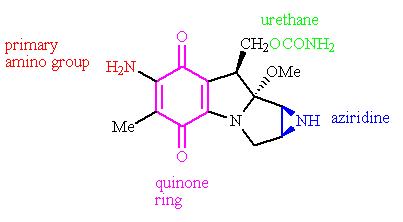 urethane
O
CH2OCONH2
primary
amino group
H2N
OMe
N
NH
aziridine
Me
O
quinone
ring